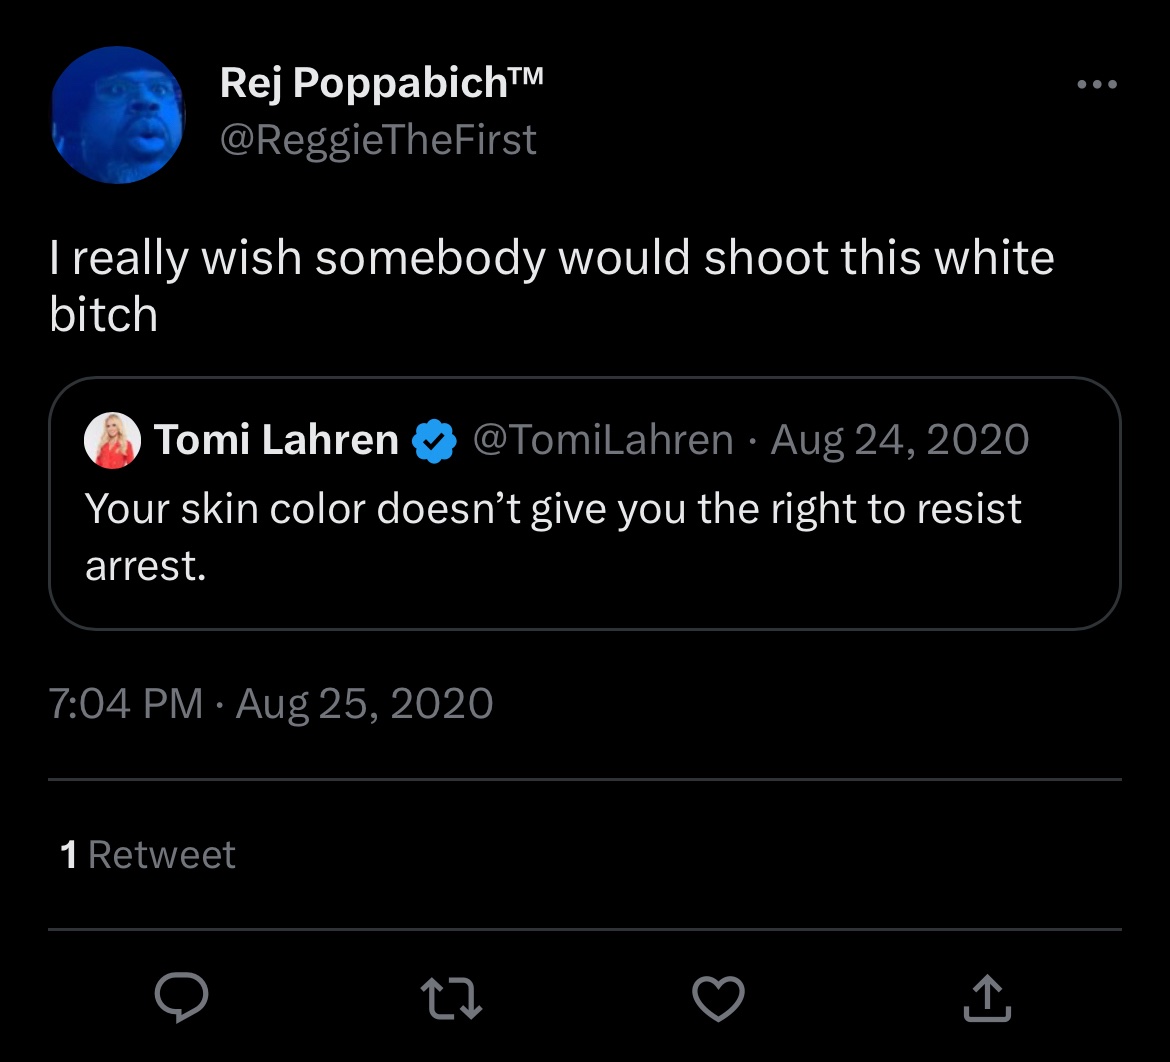 Rej Poppabich™
@ReggieTheFirst
I really wish somebody would shoot this white
bitch
Tomi Lahren @TomiLahren · Aug 24, 2020
Your skin color doesn’t give you the right to resist
arrest.
7:04 PM · Aug 25, 2020
1 Retweet